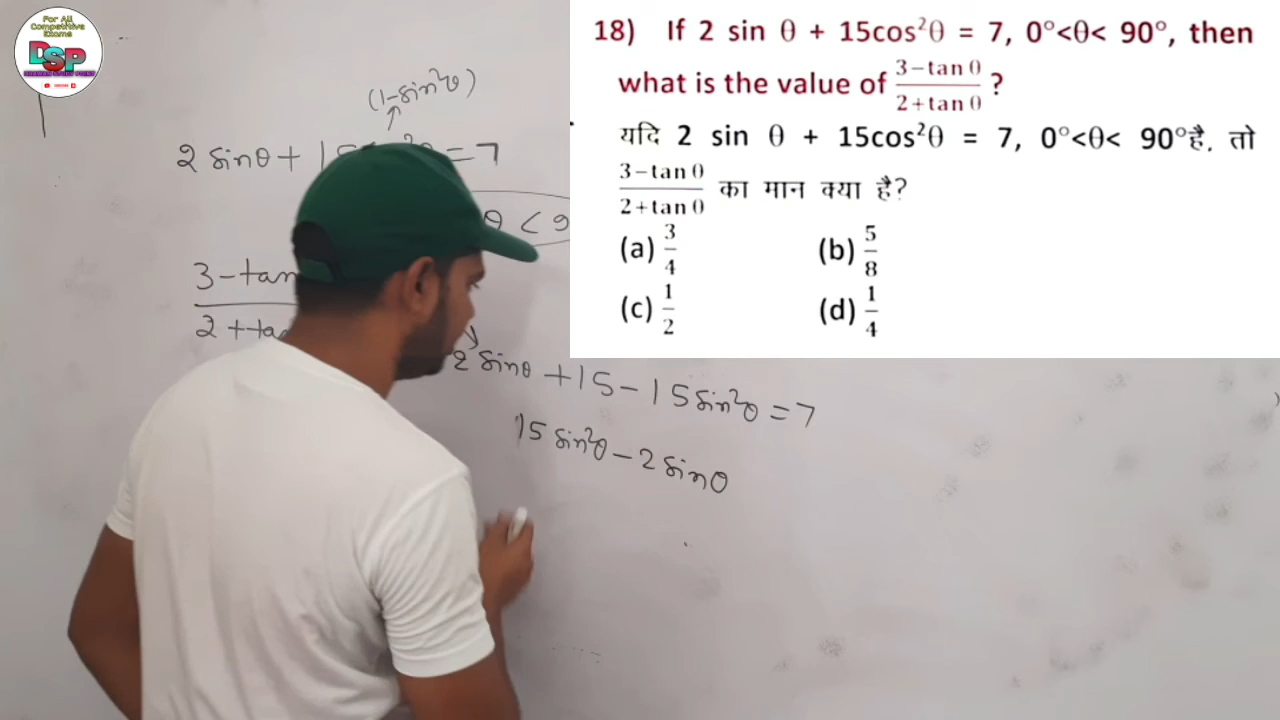 For All
Competitive
Exams
DSP
18) If 2 sin θ + 15cos²θ = 7, 0°<θ< 90°, then
what is the value of (3−tan θ)/(2+tan θ) ?
यदि 2 sin θ + 15cos²θ = 7, 0°<θ< 90°है. तो
(3−tan θ)/(2+tan θ) का मान क्या है?
(a) 3/4 (b) 5/8
(c) 1/2 (d) 1/4
(1-sin²θ)
2 sinθ + = 7
θ < 9
3-tan
2+ta
2 sinθ + 15 - 15 sin²θ = 7
15 sin²θ - 2 sinθ